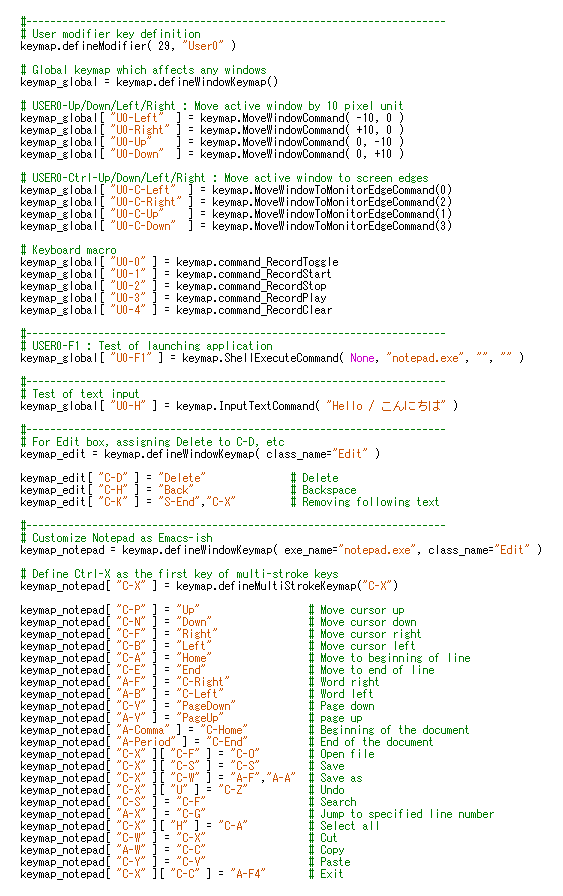 #----------------------------------------------------------------------
# User modifier key definition
keymap.defineModifier( 29, "User0" )
# Global keymap which affects any windows
keymap_global = keymap.defineWindowKeymap()
# USER0-Up/Down/Left/Right : Move active window by 10 pixel unit
keymap_global[ "U0-Left" ] = keymap.MoveWindowCommand( -10, 0 )
keymap_global[ "U0-Right" ] = keymap.MoveWindowCommand( +10, 0 )
keymap_global[ "U0-Up" ] = keymap.MoveWindowCommand( 0, -10 )
keymap_global[ "U0-Down" ] = keymap.MoveWindowCommand( 0, +10 )
# USER0-Ctrl-Up/Down/Left/Right : Move active window to screen edges
keymap_global[ "U0-C-Left" ] = keymap.MoveWindowToMonitorEdgeCommand(0)
keymap_global[ "U0-C-Right" ] = keymap.MoveWindowToMonitorEdgeCommand(2)
keymap_global[ "U0-C-Up" ] = keymap.MoveWindowToMonitorEdgeCommand(1)
keymap_global[ "U0-C-Down" ] = keymap.MoveWindowToMonitorEdgeCommand(3)
# Keyboard macro
keymap_global[ "U0-0" ] = keymap.command_RecordToggle
keymap_global[ "U0-1" ] = keymap.command_RecordStart
keymap_global[ "U0-2" ] = keymap.command_RecordStop
keymap_global[ "U0-3" ] = keymap.command_RecordPlay
keymap_global[ "U0-4" ] = keymap.command_RecordClear
#----------------------------------------------------------------------
# USER0-F1 : Test of launching application
keymap_global[ "U0-F1" ] = keymap.ShellExecuteCommand( None, "notepad.exe", "", "" )
#----------------------------------------------------------------------
# Test of text input
keymap_global[ "U0-H" ] = keymap.InputTextCommand( "Hello / こんにちは" )
#----------------------------------------------------------------------
# For Edit box, assigning Delete to C-D, etc
keymap_edit = keymap.defineWindowKeymap( class_name="Edit" )
keymap_edit[ "C-D" ] = "Delete" # Delete
keymap_edit[ "C-H" ] = "Back" # Backspace
keymap_edit[ "C-K" ] = "S-End","C-X" # Removing following text
#----------------------------------------------------------------------
# Customize Notepad as Emacs-ish
keymap_notepad = keymap.defineWindowKeymap( exe_name="notepad.exe", class_name="Edit" )
# Define Ctrl-X as the first key of multi-stroke keys
keymap_notepad[ "C-X" ] = keymap.defineMultiStrokeKeymap("C-X")
keymap_notepad[ "C-P" ] = "Up" # Move cursor up
keymap_notepad[ "C-N" ] = "Down" # Move cursor down
keymap_notepad[ "C-F" ] = "Right" # Move cursor right
keymap_notepad[ "C-B" ] = "Left" # Move cursor left
keymap_notepad[ "C-A" ] = "Home" # Move to beginning of line
keymap_notepad[ "C-E" ] = "End" # Move to end of line
keymap_notepad[ "A-F" ] = "C-Right" # Word right
keymap_notepad[ "A-B" ] = "C-Left" # Word left
keymap_notepad[ "C-V" ] = "PageDown" # Page down
keymap_notepad[ "A-V" ] = "PageUp" # page up
keymap_notepad[ "A-Comma" ] = "C-Home" # Beginning of the document
keymap_notepad[ "A-Period" ] = "C-End" # End of the document
keymap_notepad[ "C-X" ][ "C-F" ] = "C-O" # Open file
keymap_notepad[ "C-X" ][ "C-S" ] = "C-S" # Save
keymap_notepad[ "C-X" ][ "C-W" ] = "A-F","A-A" # Save as
keymap_notepad[ "C-X" ][ "U" ] = "C-Z" # Undo
keymap_notepad[ "C-S" ] = "C-F" # Search
keymap_notepad[ "A-X" ] = "C-G" # Jump to specified line number
keymap_notepad[ "C-X" ][ "H" ] = "C-A" # Select all
keymap_notepad[ "C-W" ] = "C-X" # Cut
keymap_notepad[ "A-W" ] = "C-C" # Copy
keymap_notepad[ "C-Y" ] = "C-V" # Paste
keymap_notepad[ "C-X" ][ "C-C" ] = "A-F4" # Exit